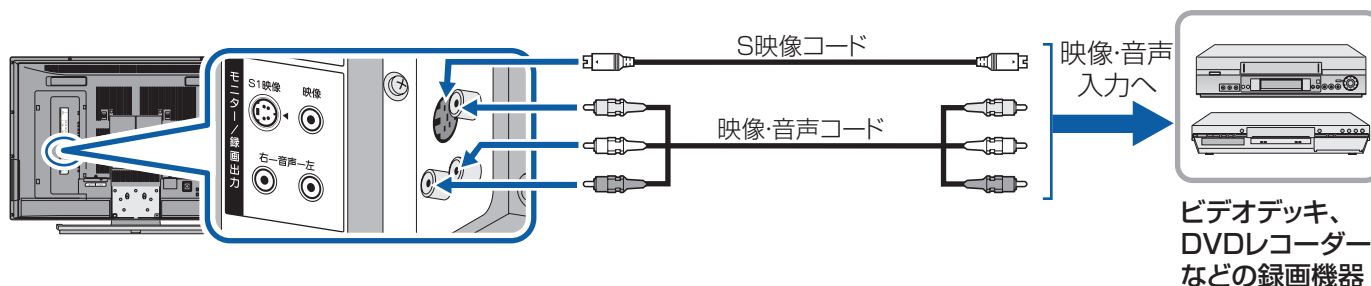 モニター/録画出力
S1映像
映像
右ー音声ー左
S映像コード
映像・音声コード
映像・音声
入力へ
ビデオデッキ、
DVDレコーダー
などの録画機器